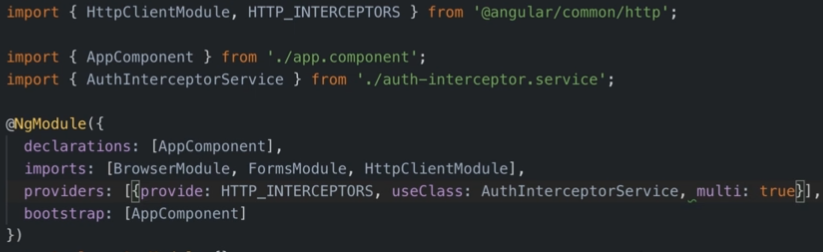 import { HttpClientModule, HTTP_INTERCEPTORS } from '@angular/common/http';
import { AppComponent } from './app.component';
import { AuthInterceptorService } from './auth-interceptor.service';
@NgModule({
declarations: [AppComponent],
imports: [BrowserModule, FormsModule, HttpClientModule],
providers: [{provide: HTTP_INTERCEPTORS, useClass: AuthInterceptorService, multi: true}],
bootstrap: [AppComponent]
})